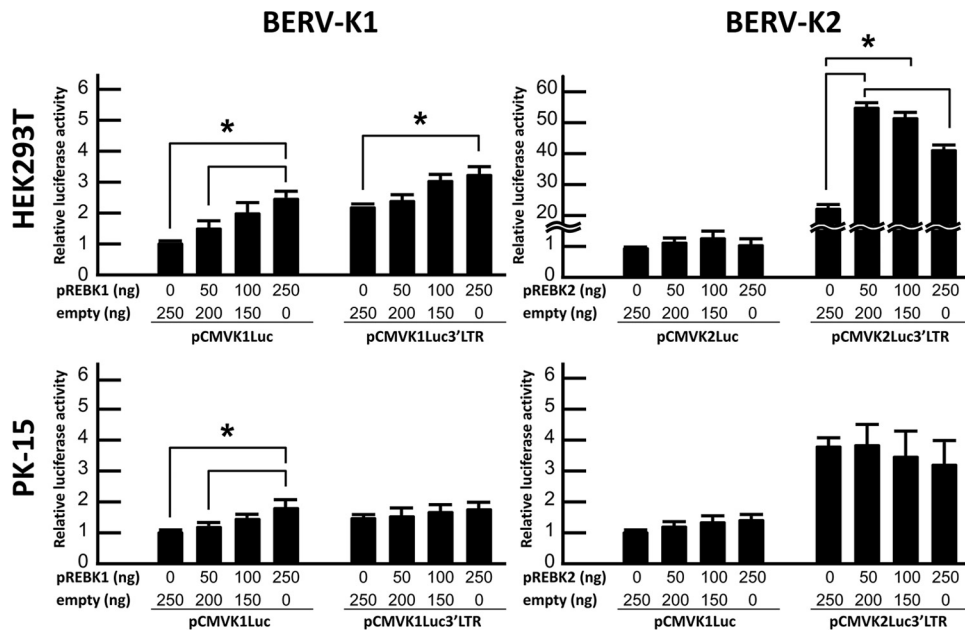 BERV-K1
BERV-K2
HEK293T
Relative luciferase activity
6
5
4
3
2
1
0
*
*
pREBK1 (ng) 0 50 100 250 0 50 100 250
empty (ng) 250 200 150 0 250 200 150 0
pCMVK1Luc pCMVK1Luc3'LTR
Relative luciferase activity
60
50
40
30
20
1
0
*
pREBK2 (ng) 0 50 100 250 0 50 100 250
empty (ng) 250 200 150 0 250 200 150 0
pCMVK2Luc pCMVK2Luc3'LTR
PK-15
Relative luciferase activity
6
5
4
3
2
1
0
*
pREBK1 (ng) 0 50 100 250 0 50 100 250
empty (ng) 250 200 150 0 250 200 150 0
pCMVK1Luc pCMVK1Luc3'LTR
Relative luciferase activity
6
5
4
3
2
1
0
pREBK2 (ng) 0 50 100 250 0 50 100 250
empty (ng) 250 200 150 0 250 200 150 0
pCMVK1Luc pCMVK2Luc3'LTR